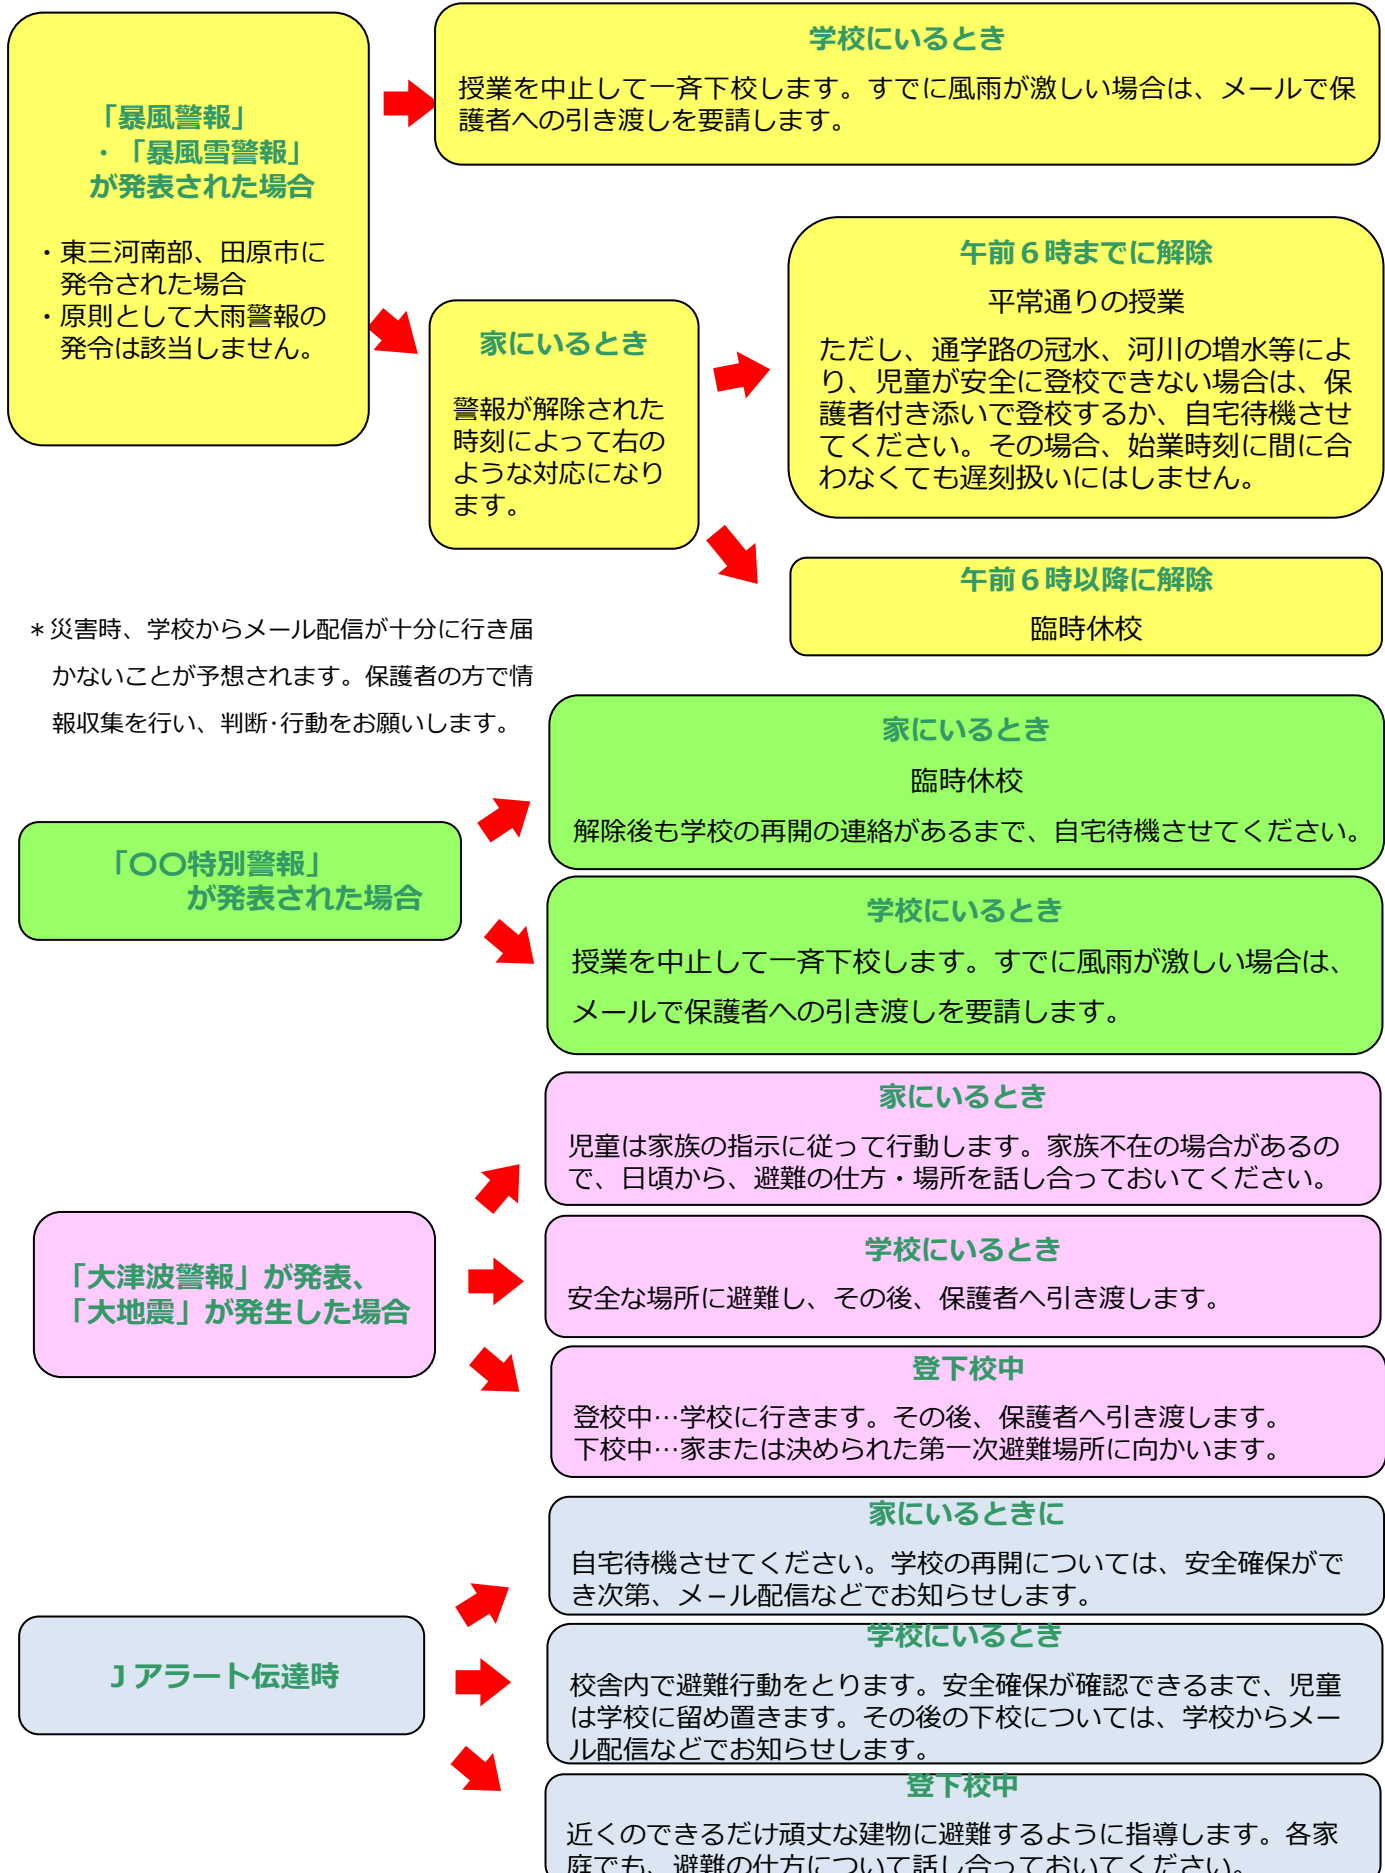 「暴風警報」
・「暴風雪警報」
が発表された場合
・東三河南部、田原市に
発令された場合
・原則として大雨警報の
発令は該当しません。
学校にいるとき
授業を中止して一斉下校します。すでに風雨が激しい場合は、メールで保
護者への引き渡しを要請します。
家にいるとき
警報が解除された
時刻によって右の
ような対応になり
ます。
午前６時までに解除
平常通りの授業
ただし、通学路の冠水、河川の増水等によ
り、児童が安全に登校できない場合は、保
護者付き添いで登校するか、自宅待機させ
てください。その場合、始業時刻に間に合
わなくても遅刻扱いにはしません。
午前６時以降に解除
臨時休校
＊災害時、学校からメール配信が十分に行き届
かないことが予想されます。保護者の方で情
報収集を行い、判断･行動をお願いします。
「〇〇特別警報」
が発表された場合
家にいるとき
臨時休校
解除後も学校の再開の連絡があるまで、自宅待機させてください。
学校にいるとき
授業を中止して一斉下校します。すでに風雨が激しい場合は、
メールで保護者への引き渡しを要請します。
「大津波警報」が発表、
「大地震」が発生した場合
家にいるとき
児童は家族の指示に従って行動します。家族不在の場合があるの
で、日頃から、避難の仕方・場所を話し合っておいてください。
学校にいるとき
安全な場所に避難し、その後、保護者へ引き渡します。
登下校中
登校中…学校に行きます。その後、保護者へ引き渡します。
下校中…家または決められた第一次避難場所に向かいます。
Ｊアラート伝達時
家にいるときに
自宅待機させてください。学校の再開については、安全確保がで
き次第、メ－ル配信などでお知らせします。
学校にいるとき
校舎内で避難行動をとります。安全確保が確認できるまで、児童
は学校に留め置きます。その後の下校については、学校からメー
ル配信などでお知らせします。
登下校中
近くのできるだけ頑丈な建物に避難するように指導します。各家
庭でも、避難の仕方について話し合っておいてください。